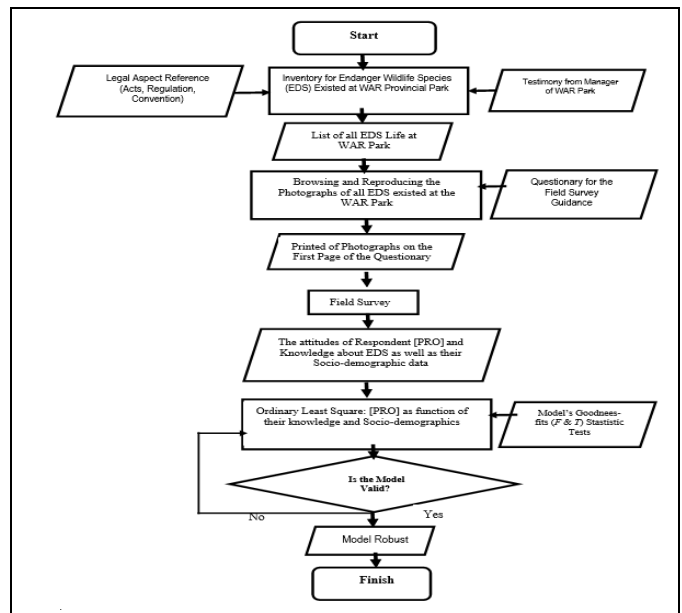 Start
Legal Aspect Reference
(Acts, Regulation,
Convention)
Inventory for Endanger Wildlife Species
(EDS) Existed at WAR Provincial Park
Testimony from Manager
of WAR Park
List of all EDS Life at
WAR Park
Browsing and Reproducing the
Photographs of all EDS existed at the
WAR Park
Questionary for the
Field Survey
Guidance
Printed of Photographs on the
First Page of the Questionary
Field Survey
The attitudes of Respondent [PRO] and
Knowledge about EDS as well as their
Socio-demographic data
Ordinary Least Square: [PRO] as function of
their knowledge and Socio-demographics
Model's Goodnees-
fits (F & T) Stastistic
Tests
Is the Model
Valid?
No
Yes
Model Robust
Finish